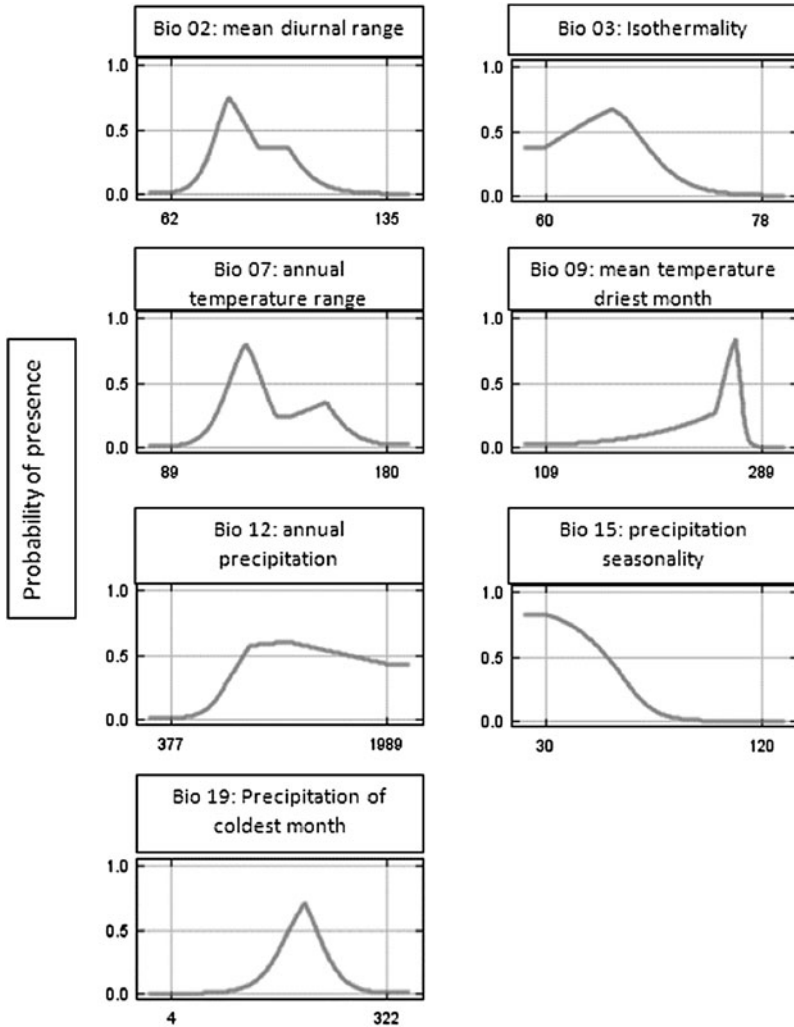 Bio 02: mean diurnal range
1.0
0.5
0.0
62
135
Bio 03: Isothermality
1.0
0.5
0.0
60
78
Bio 07: annual
temperature range
1.0
0.5
0.0
89
180
Bio 09: mean temperature
driest month
1.0
0.5
0.0
109
289
Probability of presence
Bio 12: annual
precipitation
1.0
0.5
0.0
377
1989
Bio 15: precipitation
seasonality
1.0
0.5
0.0
30
120
Bio 19: Precipitation of
coldest month
1.0
0.5
0.0
4
322